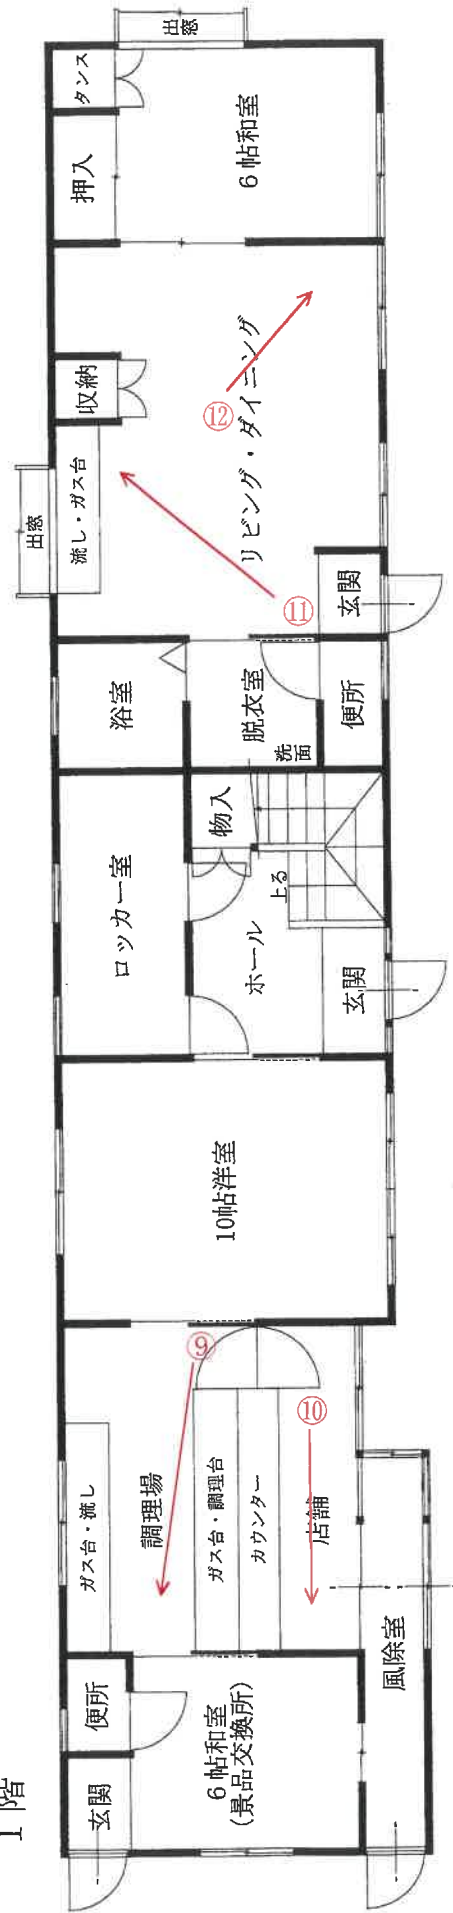 1階
玄関
便所
6帖和室
(景品交換所)
ガス台・流し
調理場
⑨
ガス台・調理台
カウンター
⑩
店舗
風除室
10帖洋室
ロッカー室
ホール
物入
上る
玄関
浴室
脱衣室
洗面
便所
出窓
流し・ガス台
収納
⑪
⑫
リビング・ダイニング
玄関
押入
タンス
出窓
6帖和室